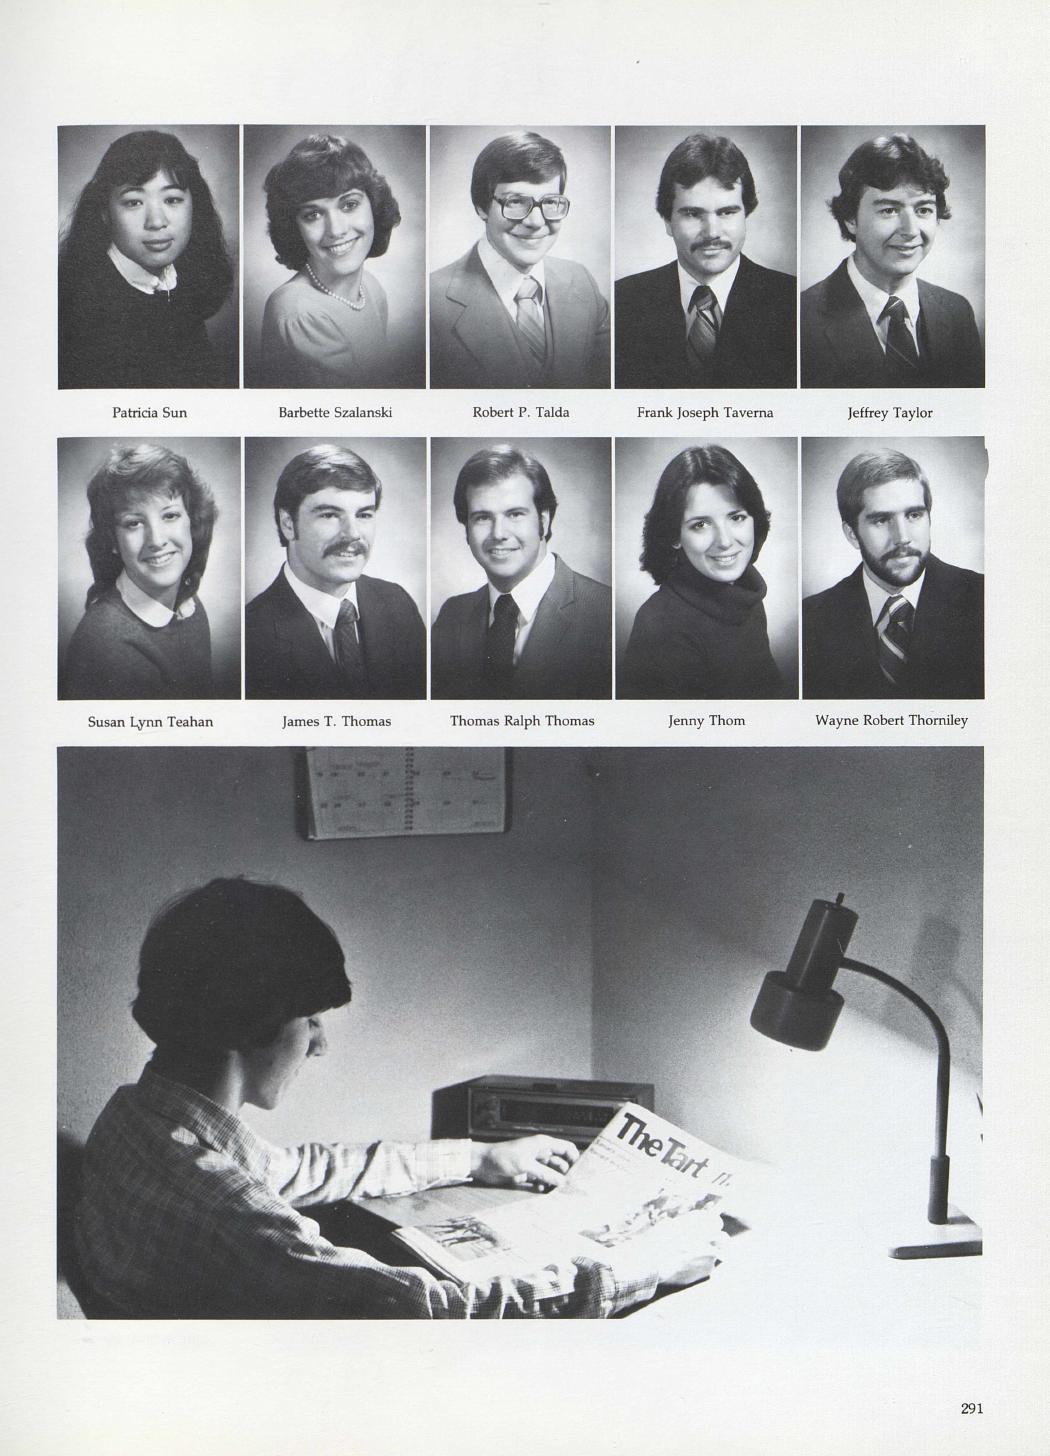 Patricia Sun
Barbette Szalanski
Robert P. Talda
Frank Joseph Taverna
Jeffrey Taylor
Susan Lynn Teahan
James T. Thomas
Thomas Ralph Thomas
Jenny Thom
Wayne Robert Thorniley
The Tart
291